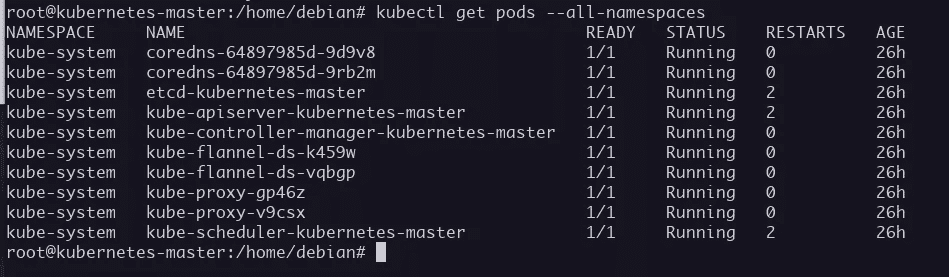 root@kubernetes-master:/home/debian# kubectl get pods --all-namespaces
NAMESPACE     NAME                                        READY   STATUS    RESTARTS   AGE
kube-system   coredns-64897985d-9d9v8                     1/1     Running   0          26h
kube-system   coredns-64897985d-9rb2m                     1/1     Running   0          26h
kube-system   etcd-kubernetes-master                      1/1     Running   2          26h
kube-system   kube-apiserver-kubernetes-master            1/1     Running   2          26h
kube-system   kube-controller-manager-kubernetes-master   1/1     Running   0          26h
kube-system   kube-flannel-ds-k459w                       1/1     Running   0          26h
kube-system   kube-flannel-ds-vqbgp                       1/1     Running   0          26h
kube-system   kube-proxy-gp46z                            1/1     Running   0          26h
kube-system   kube-proxy-v9csx                            1/1     Running   0          26h
kube-system   kube-scheduler-kubernetes-master            1/1     Running   2          26h
root@kubernetes-master:/home/debian#